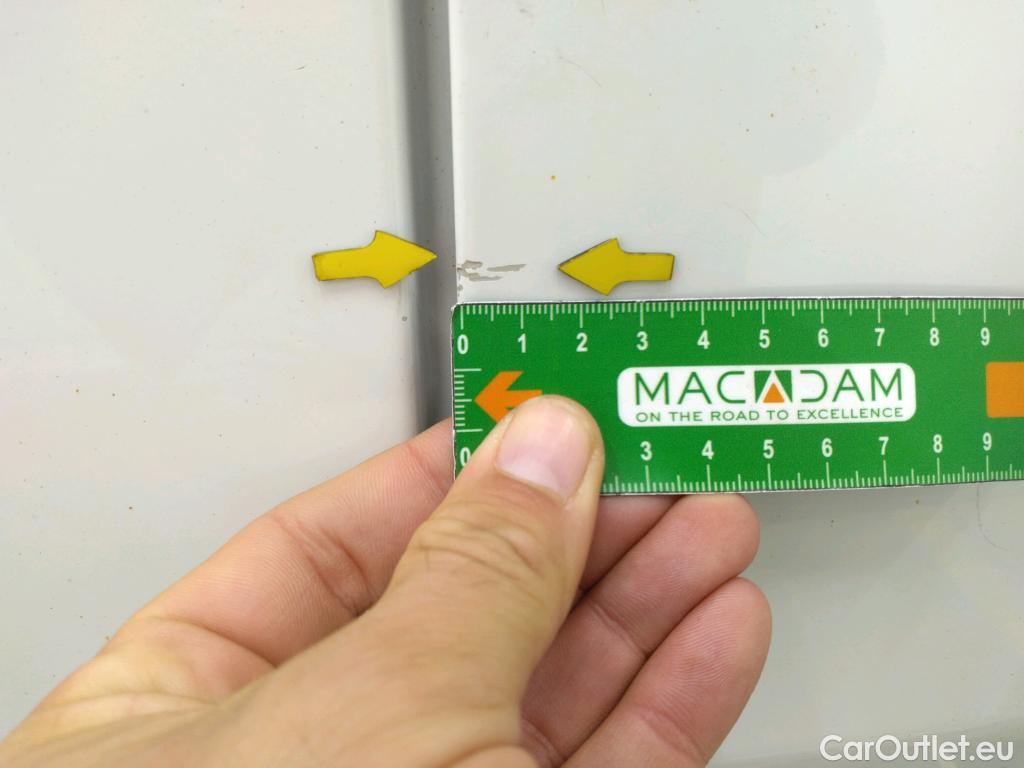 0 1 2 3 4 5 6 7 8 9
MACADAM
ON THE ROAD TO EXCELLENCE
0 3 4 5 6 7 8 9
CarOutlet.eu